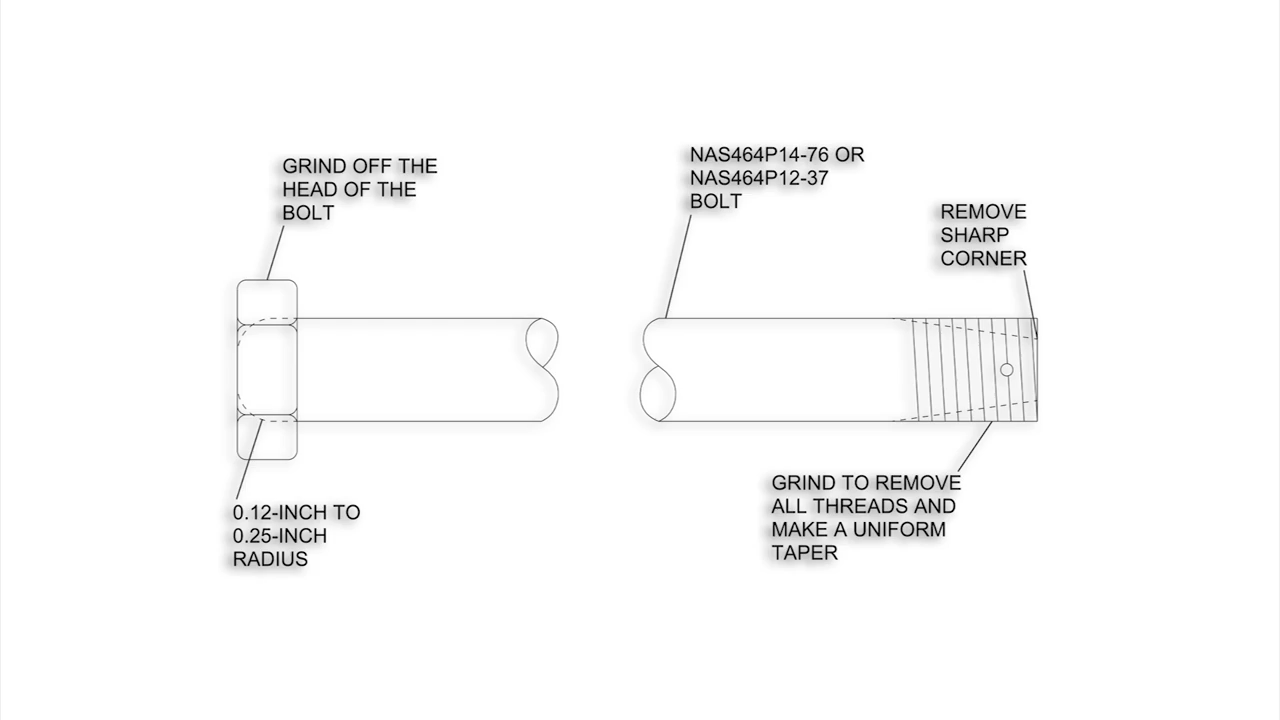 GRIND OFF THE
HEAD OF THE
BOLT
NAS464P14-76 OR
NAS464P12-37
BOLT
REMOVE
SHARP
CORNER
0.12-INCH TO
0.25-INCH
RADIUS
GRIND TO REMOVE
ALL THREADS AND
MAKE A UNIFORM
TAPER